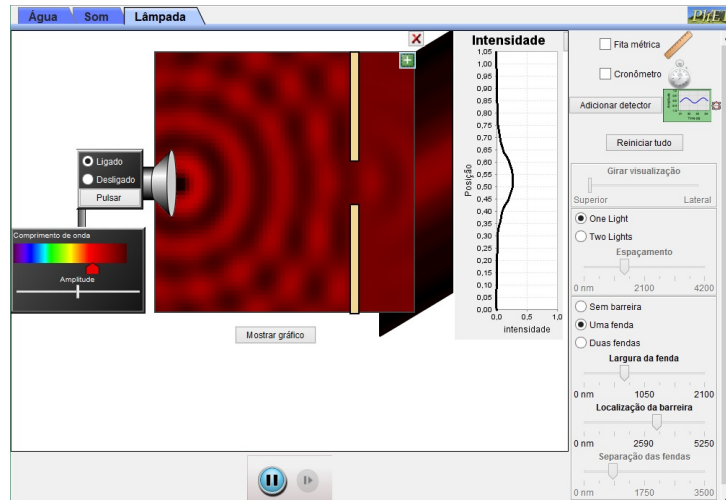 Água
Som
Lâmpada
PhET
Intensidade
1,05
1,00
0,95
0,90
0,85
0,80
0,75
0,70
0,65
0,60
0,55
0,50
0,45
0,40
0,35
0,30
0,25
0,20
0,15
0,10
0,05
0,00
Posição
0.0
0.5
1.0
intensidade
Ligado
Desligado
Pulsar
Comprimento de onda
Amplitude
Mostrar gráfico
Fita métrica
Cronômetro
Adicionar detector
Reiniciar tudo
Girar visualização
Superior Lateral
One Light
Two Lights
Espaçamento
0 nm 2100 4200
Sem barreira
Uma fenda
Duas fendas
Largura da fenda
0 nm 1050 2100
Localização da barreira
0 nm 2590 5250
Separação das fendas
0 nm 1750 3500